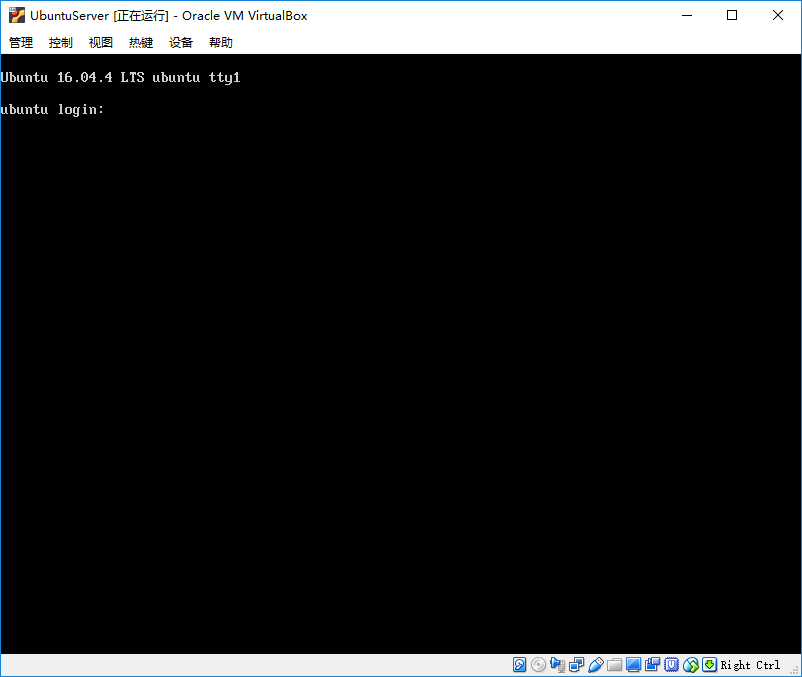 UbuntuServer [正在运行] - Oracle VM VirtualBox
管理 控制 视图 热键 设备 帮助
Ubuntu 16.04.4 LTS ubuntu tty1
ubuntu login:
Right Ctrl